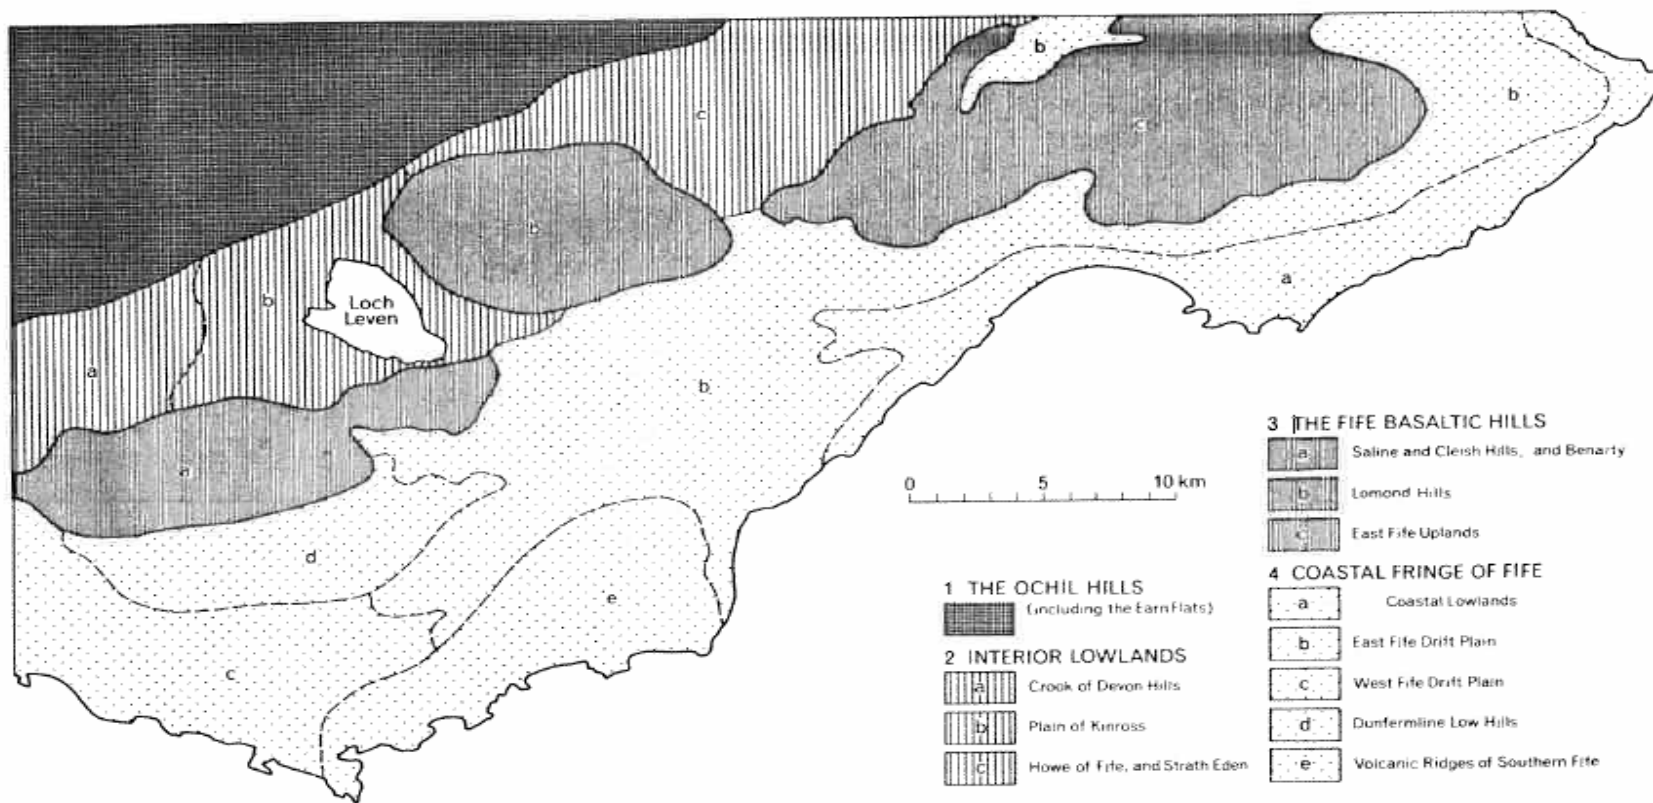 b
b
c
c
b
b
Loch
Leven
a
a
b
a
d
e
c
0 5 10 km
1 THE OCHIL HILLS
(including the Earn Flats)
2 INTERIOR LOWLANDS
a Crook of Devon Hills
b Plain of Kinross
c Howe of Fife, and Strath Eden
3 THE FIFE BASALTIC HILLS
a Saline and Cleish Hills, and Benarty
b Lomond Hills
c East Fife Uplands
4 COASTAL FRINGE OF FIFE
a Coastal Lowlands
b East Fife Drift Plain
c West Fife Drift Plain
d Dunfermline Low Hills
e Volcanic Ridges of Southern Fife